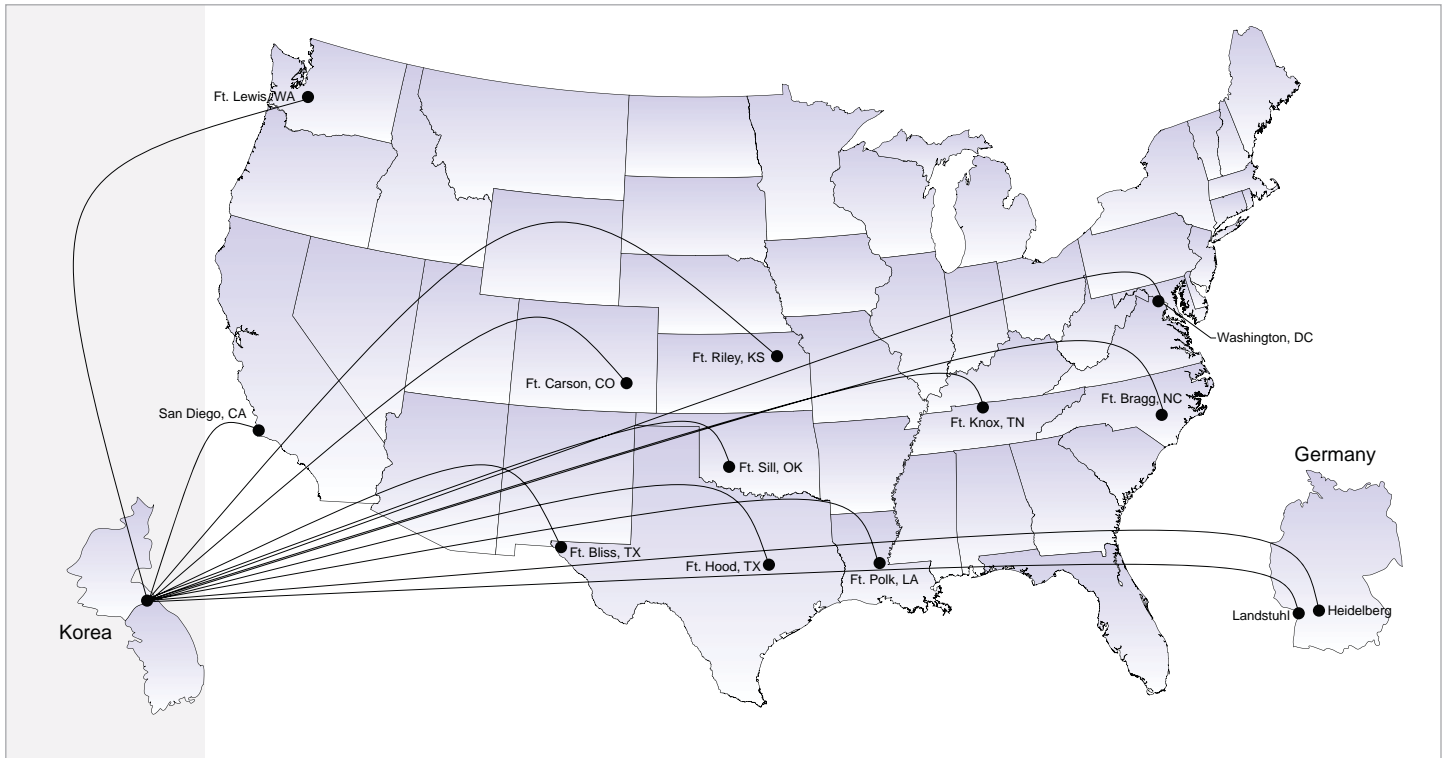 Ft. Lewis, WA
Washington, DC
Ft. Riley, KS
Ft. Carson, CO
Ft. Bragg, NC
San Diego, CA
Ft. Knox, TN
Germany
Ft. Sill, OK
Ft. Bliss, TX
Ft. Hood, TX
Ft. Polk, LA
Heidelberg
Landstuhl
Korea